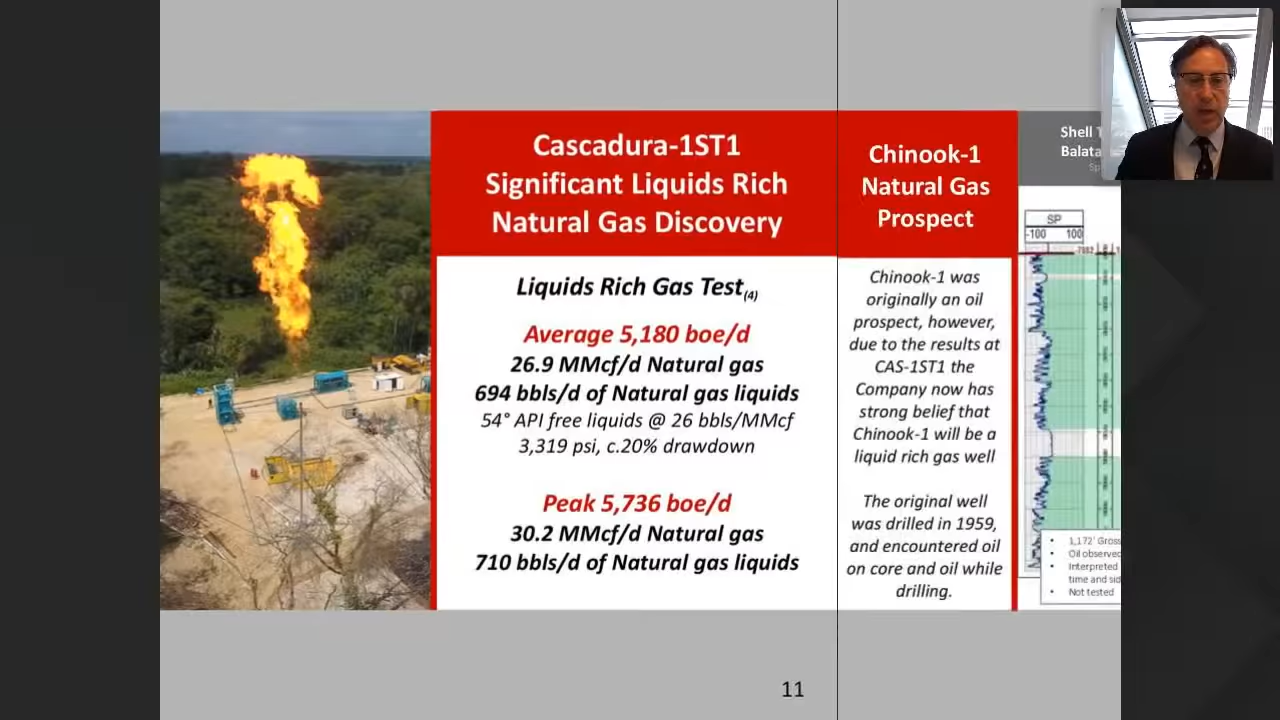 Cascadura-1ST1
Significant Liquids Rich
Natural Gas Discovery
Liquids Rich Gas Test(4)
Average 5,180 boe/d
26.9 MMcf/d Natural gas
694 bbls/d of Natural gas liquids
54° API free liquids @ 26 bbls/MMcf
3,319 psi, c.20% drawdown
Peak 5,736 boe/d
30.2 MMcf/d Natural gas
710 bbls/d of Natural gas liquids
Chinook-1
Natural Gas
Prospect
Chinook-1 was
originally an oil
prospect, however,
due to the results at
CAS-1ST1 the
Company now has
strong belief that
Chinook-1 will be a
liquid rich gas well
The original well
was drilled in 1959,
and encountered oil
on core and oil while
drilling.
Shell
Balata
SP
-100 100
• 1,172' Gross
• Oil observed
• Interpreted
time and sid
• Not tested
11